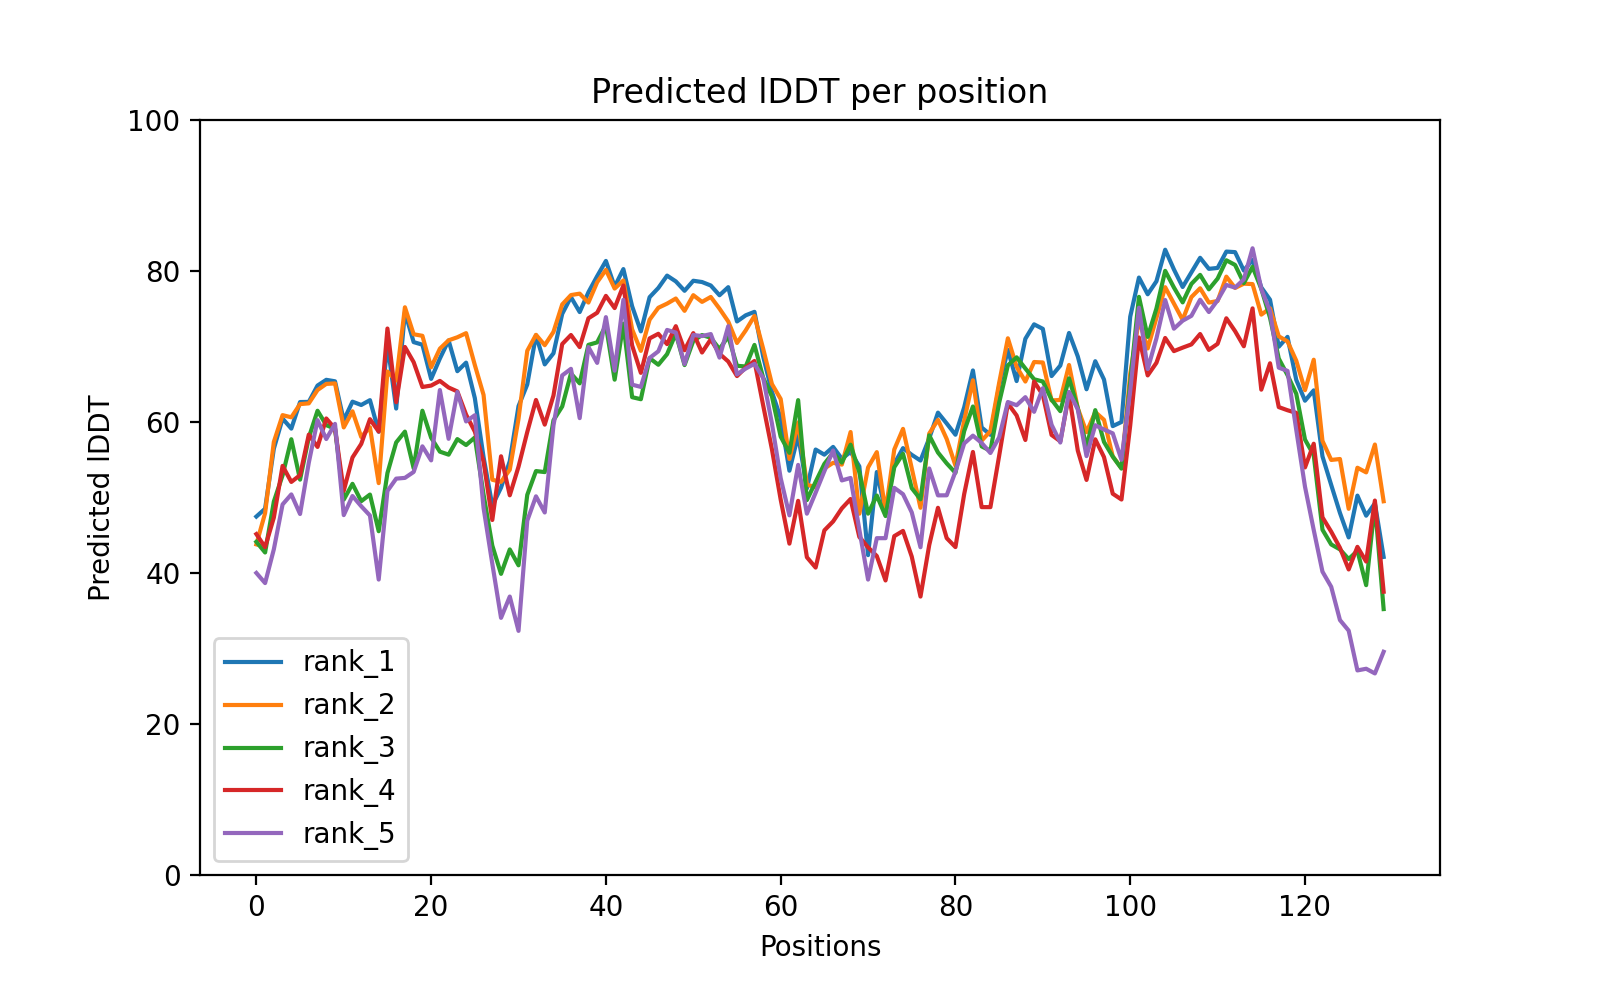 Predicted lDDT per position
100
80
60
40
20
0
Predicted lDDT
rank_1
rank_2
rank_3
rank_4
rank_5
0 20 40 60 80 100 120
Positions